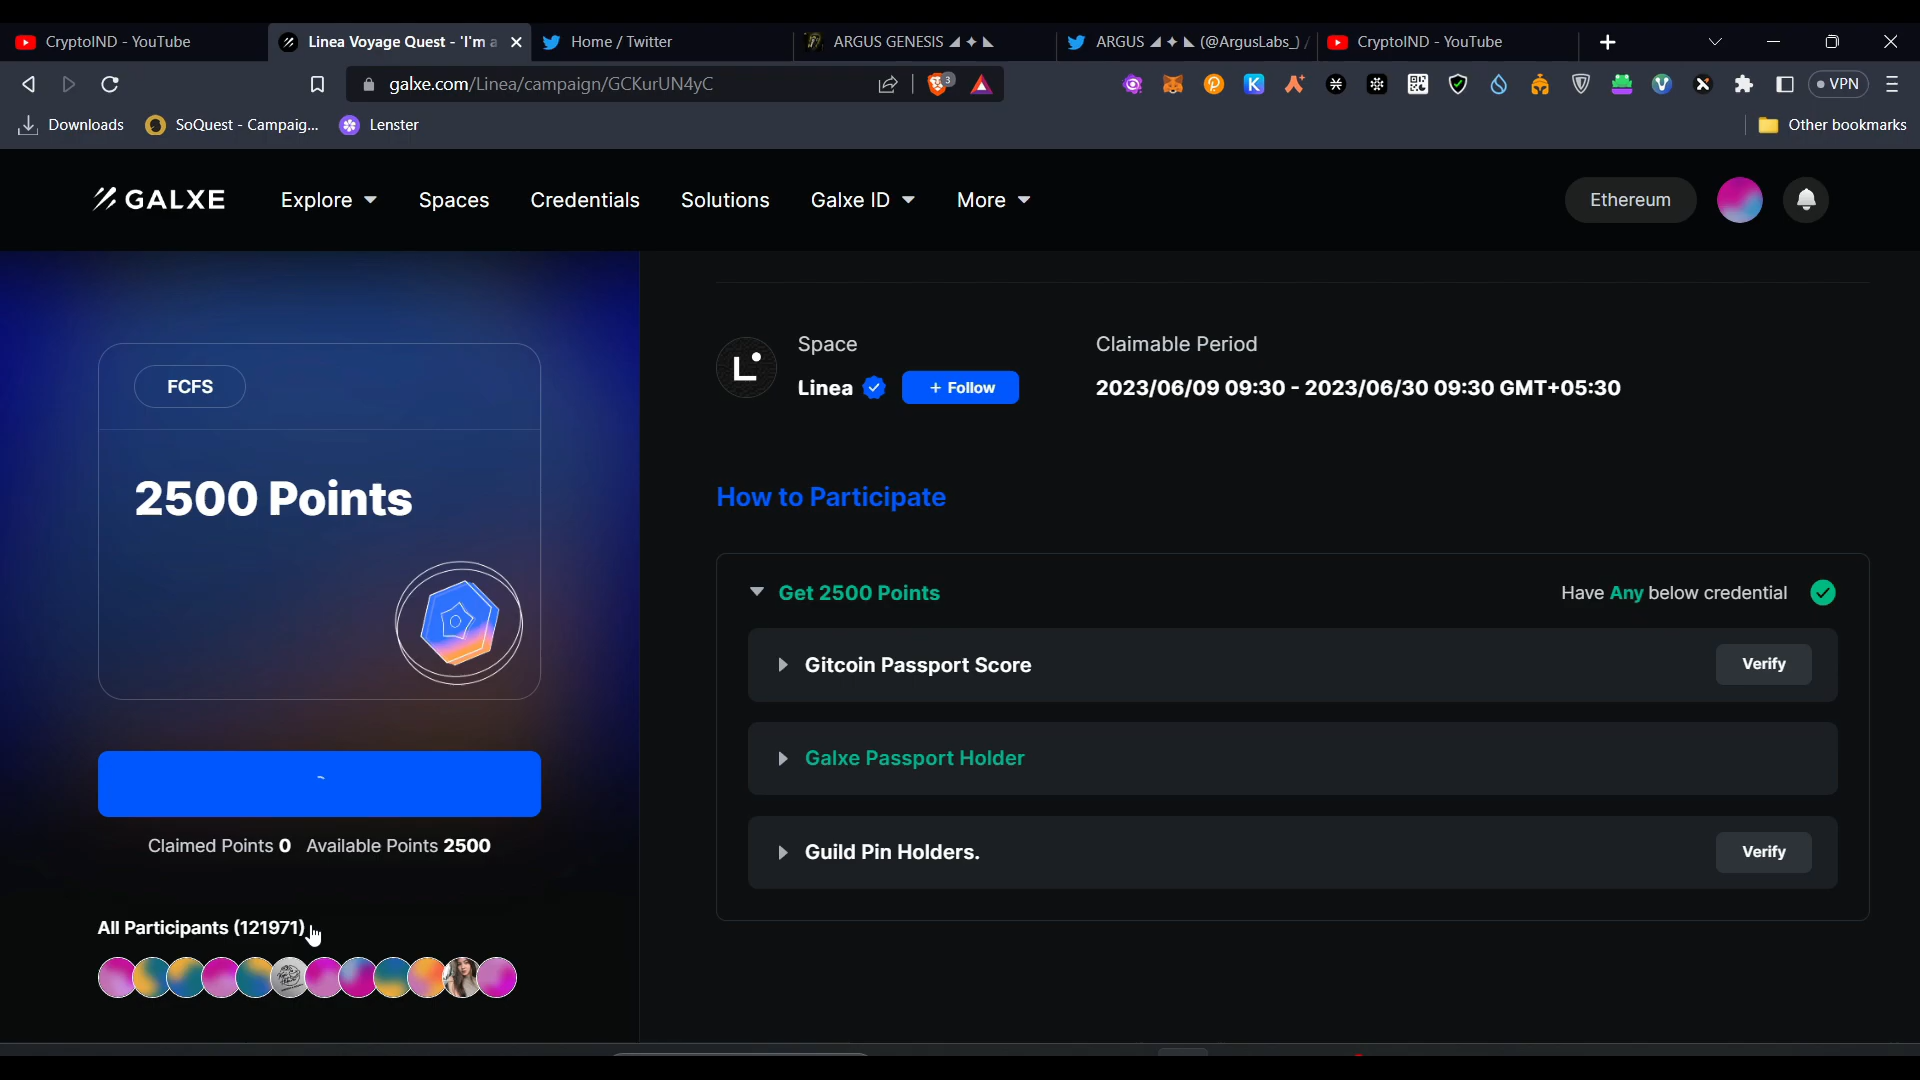 CryptoIND - YouTube
Linea Voyage Quest - 'I'm a
Home / Twitter
ARGUS GENESIS ◢ ✦ ◣
ARGUS ◢ ✦ ◣ (@ArgusLabs_) /
CryptoIND - YouTube
galxe.com/Linea/campaign/GCKurUN4yC
3
VPN
Downloads
SoQuest - Campaig...
Lenster
Other bookmarks
GALXE
Explore
Spaces
Credentials
Solutions
Galxe ID
More
Ethereum
FCFS
2500 Points
Claimed Points 0 Available Points 2500
All Participants (121971)
Space
Linea
+ Follow
Claimable Period
2023/06/09 09:30 - 2023/06/30 09:30 GMT+05:30
How to Participate
Get 2500 Points
Have Any below credential
Gitcoin Passport Score
Verify
Galxe Passport Holder
Guild Pin Holders.
Verify